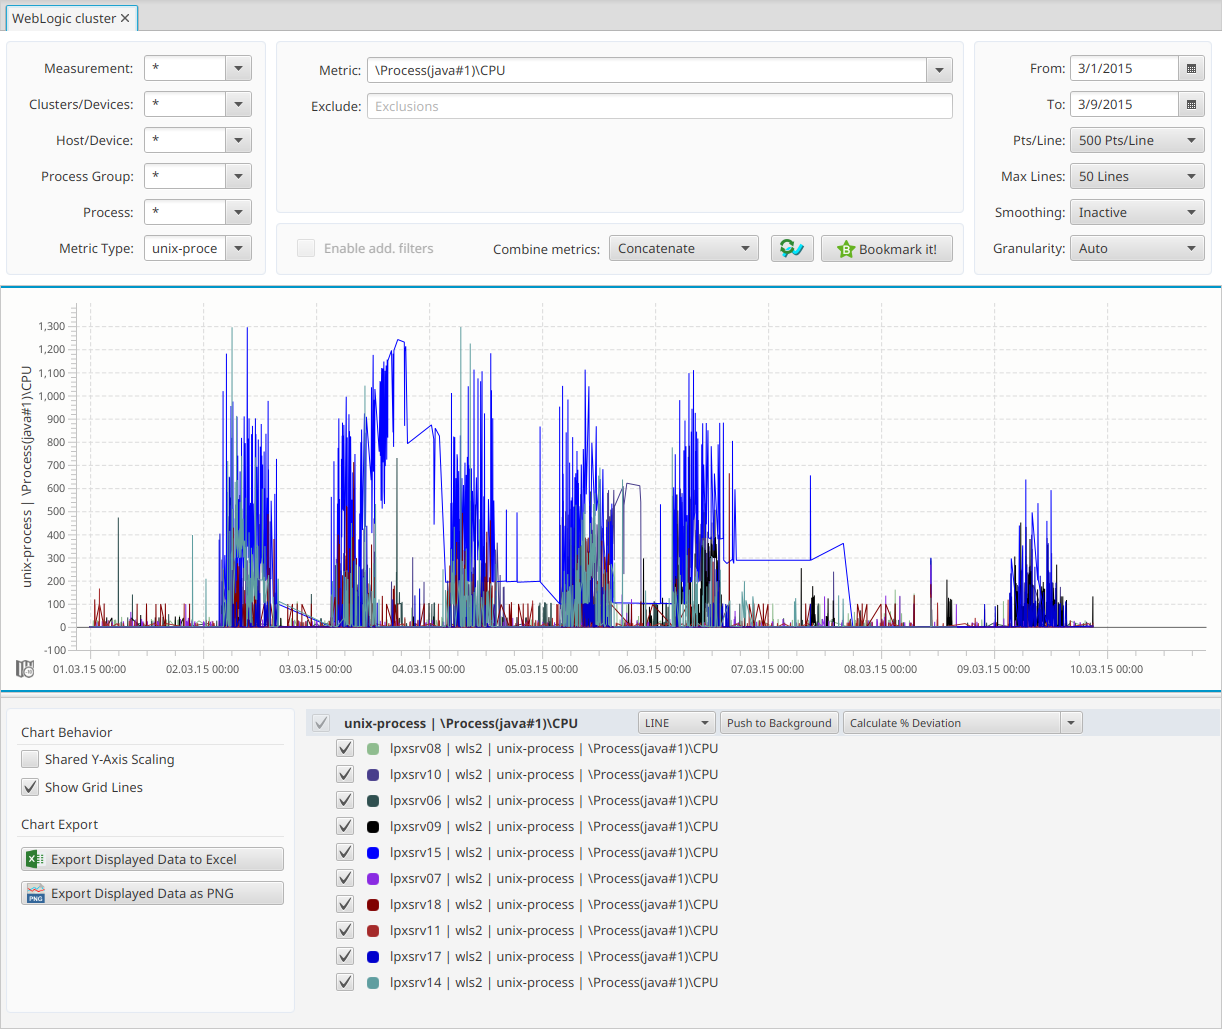 WebLogic cluster ×
Measurement: *
Clusters/Devices: *
Host/Device: *
Process Group: *
Process: *
Metric Type: unix-proce
Metric: \Process(java#1)\CPU
Exclude: Exclusions
Enable add. filters
Combine metrics: Concatenate
B Bookmark it!
From: 3/1/2015
To: 3/9/2015
Pts/Line: 500 Pts/Line
Max Lines: 50 Lines
Smoothing: Inactive
Granularity: Auto
unix-process | \Process(java#1)\CPU
1,300
1,200
1,100
1,000
900
800
700
600
500
400
300
200
100
0
-100
01.03.15 00:00
02.03.15 00:00
03.03.15 00:00
04.03.15 00:00
05.03.15 00:00
06.03.15 00:00
07.03.15 00:00
08.03.15 00:00
09.03.15 00:00
10.03.15 00:00
Chart Behavior
Shared Y-Axis Scaling
Show Grid Lines
Chart Export
X Export Displayed Data to Excel
PNG Export Displayed Data as PNG
unix-process | \Process(java#1)\CPU LINE Push to Background Calculate % Deviation
lpxsrv08 | wls2 | unix-process | \Process(java#1)\CPU
lpxsrv10 | wls2 | unix-process | \Process(java#1)\CPU
lpxsrv06 | wls2 | unix-process | \Process(java#1)\CPU
lpxsrv09 | wls2 | unix-process | \Process(java#1)\CPU
lpxsrv15 | wls2 | unix-process | \Process(java#1)\CPU
lpxsrv07 | wls2 | unix-process | \Process(java#1)\CPU
lpxsrv18 | wls2 | unix-process | \Process(java#1)\CPU
lpxsrv11 | wls2 | unix-process | \Process(java#1)\CPU
lpxsrv17 | wls2 | unix-process | \Process(java#1)\CPU
lpxsrv14 | wls2 | unix-process | \Process(java#1)\CPU